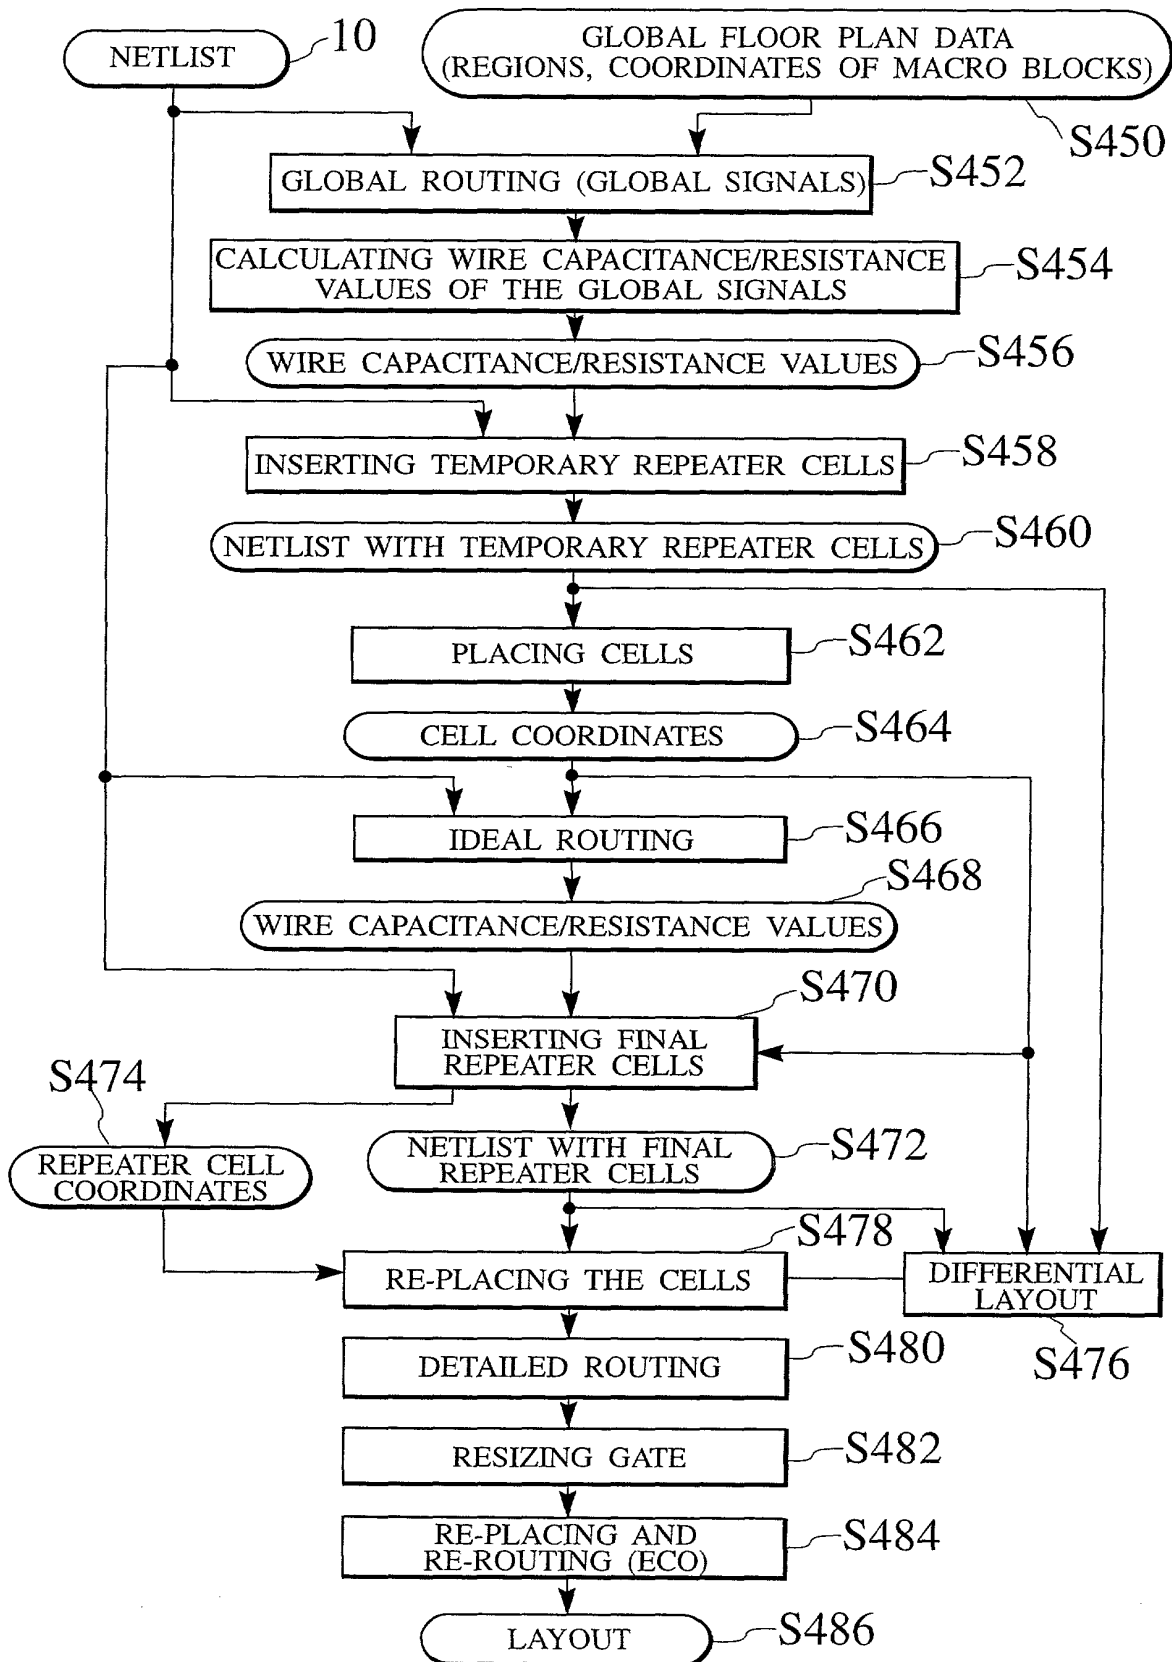 NETLIST
10
GLOBAL FLOOR PLAN DATA
(REGIONS, COORDINATES OF MACRO BLOCKS)
S450
GLOBAL ROUTING (GLOBAL SIGNALS)
S452
CALCULATING WIRE CAPACITANCE/RESISTANCE
VALUES OF THE GLOBAL SIGNALS
S454
WIRE CAPACITANCE/RESISTANCE VALUES
S456
INSERTING TEMPORARY REPEATER CELLS
S458
NETLIST WITH TEMPORARY REPEATER CELLS
S460
PLACING CELLS
S462
CELL COORDINATES
S464
IDEAL ROUTING
S466
WIRE CAPACITANCE/RESISTANCE VALUES
S468
INSERTING FINAL
REPEATER CELLS
S470
S474
REPEATER CELL
COORDINATES
NETLIST WITH FINAL
REPEATER CELLS
S472
RE-PLACING THE CELLS
S478
DIFFERENTIAL
LAYOUT
S476
DETAILED ROUTING
S480
RESIZING GATE
S482
RE-PLACING AND
RE-ROUTING (ECO)
S484
LAYOUT
S486